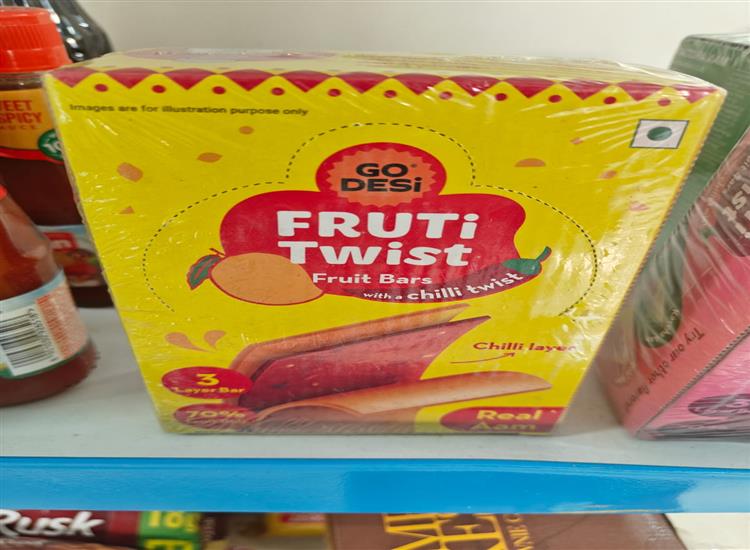 Images are for illustration purpose only
GO
DESi
FRUTi
Twist
Fruit Bars
with a chilli twist
Chilli layer
3
Layer Bar
70%
Real
Aam
SPICY
Try our other
Rusk